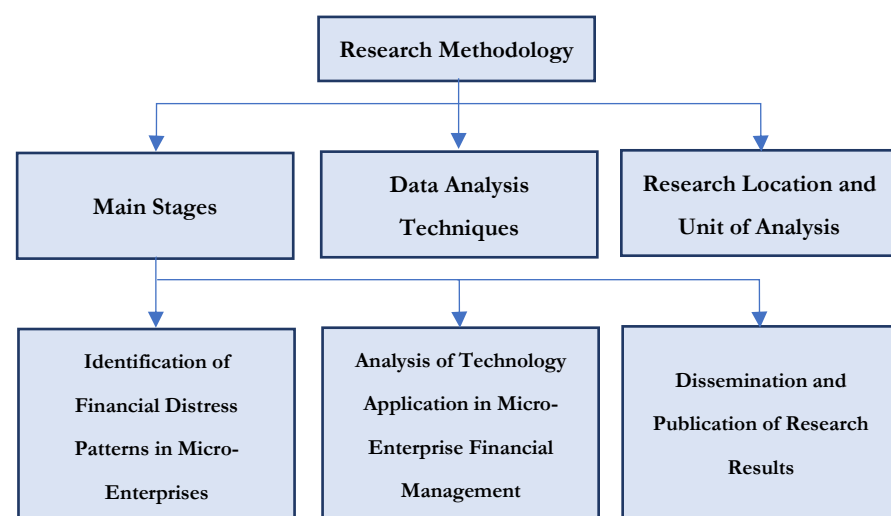 Research Methodology
Main Stages
Data Analysis
Techniques
Research Location and
Unit of Analysis
Identification of
Financial Distress
Patterns in Micro-
Enterprises
Analysis of Technology
Application in Micro-
Enterprise Financial
Management
Dissemination and
Publication of Research
Results